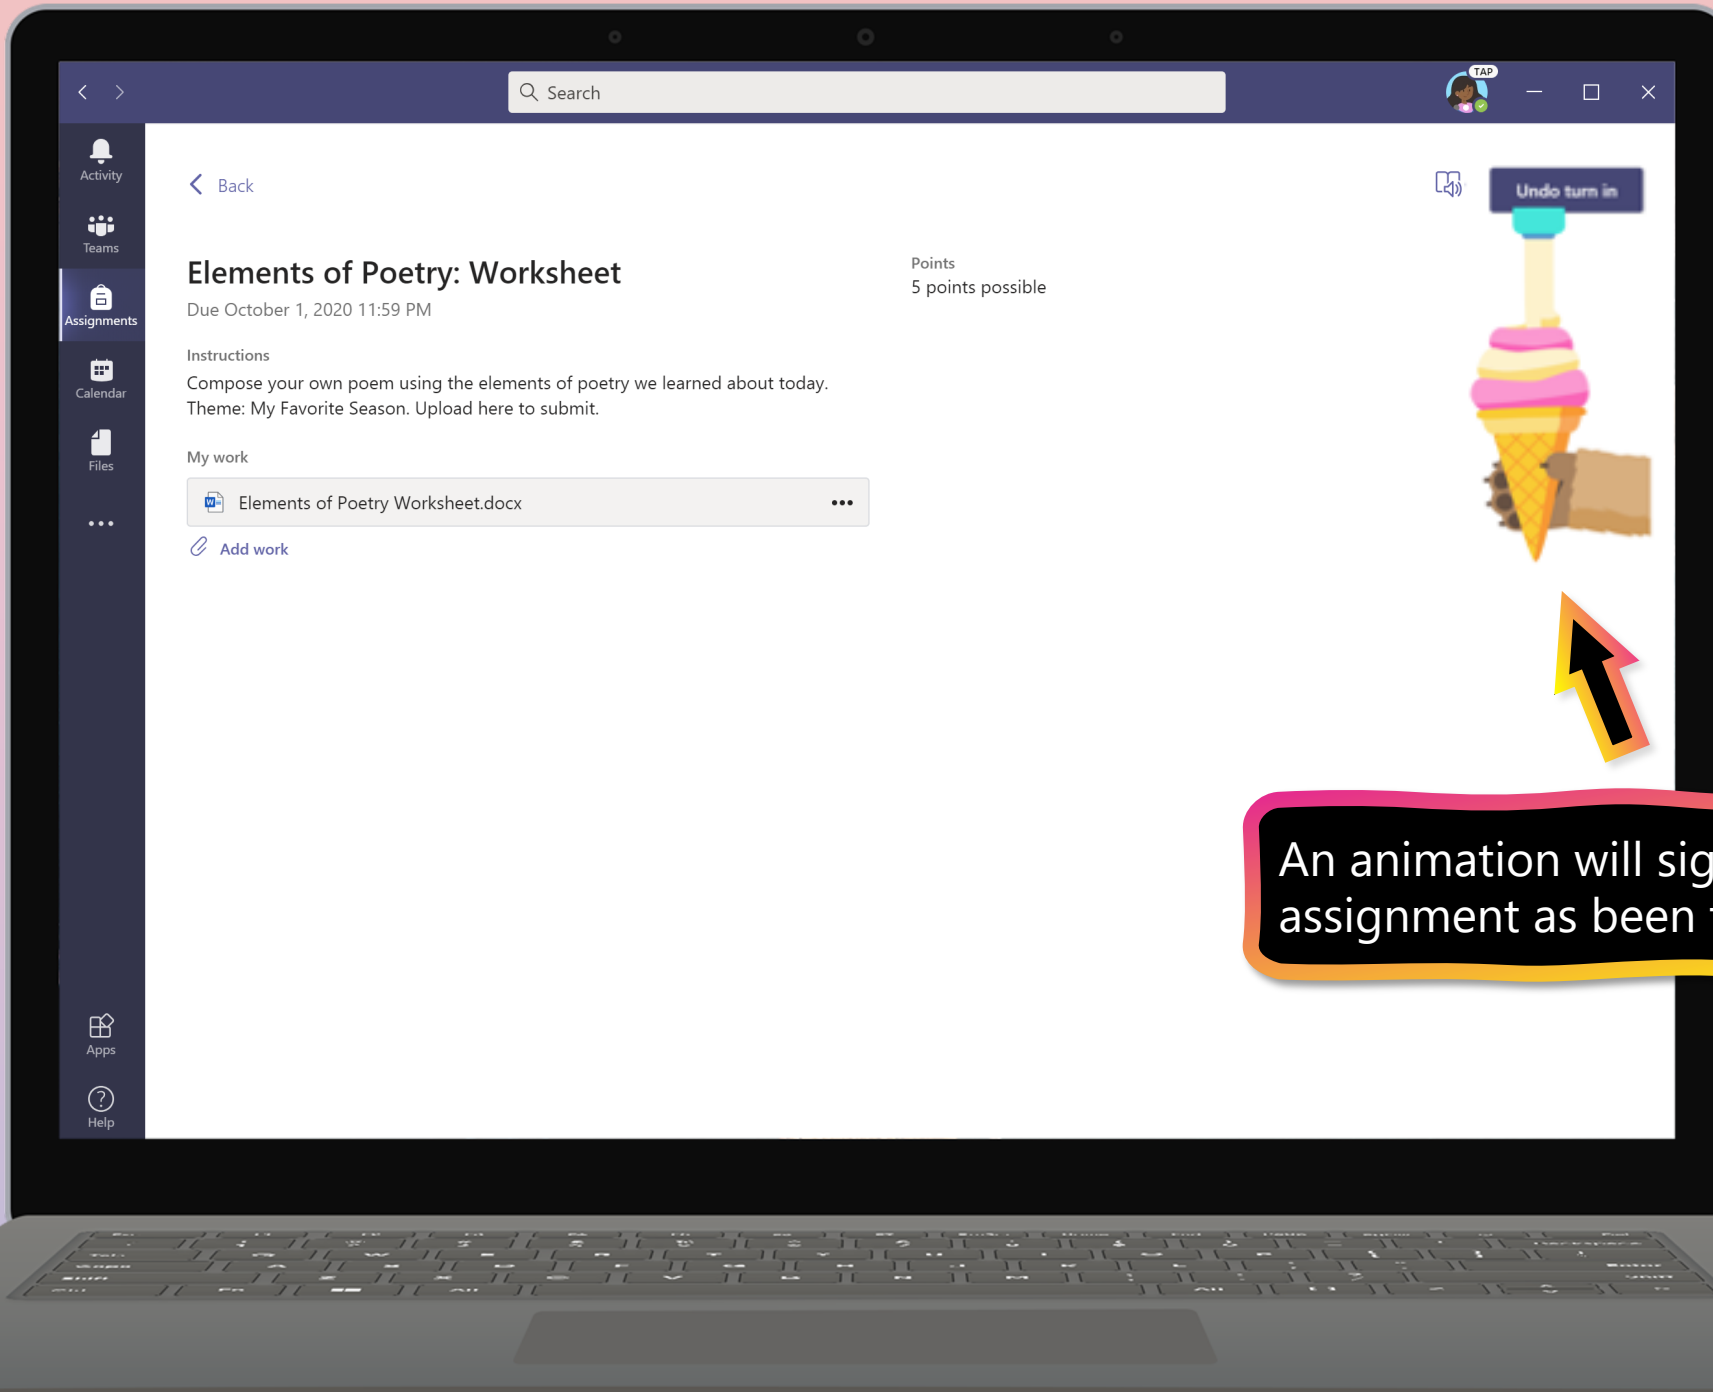 Search
TAP
Activity
Teams
Assignments
Calendar
Files
Apps
Help
Back
Undo turn in
Elements of Poetry: Worksheet
Due October 1, 2020 11:59 PM
Points
5 points possible
Instructions
Compose your own poem using the elements of poetry we learned about today.
Theme: My Favorite Season. Upload here to submit.
My work
Elements of Poetry Worksheet.docx
Add work
An animation will
assignment as been